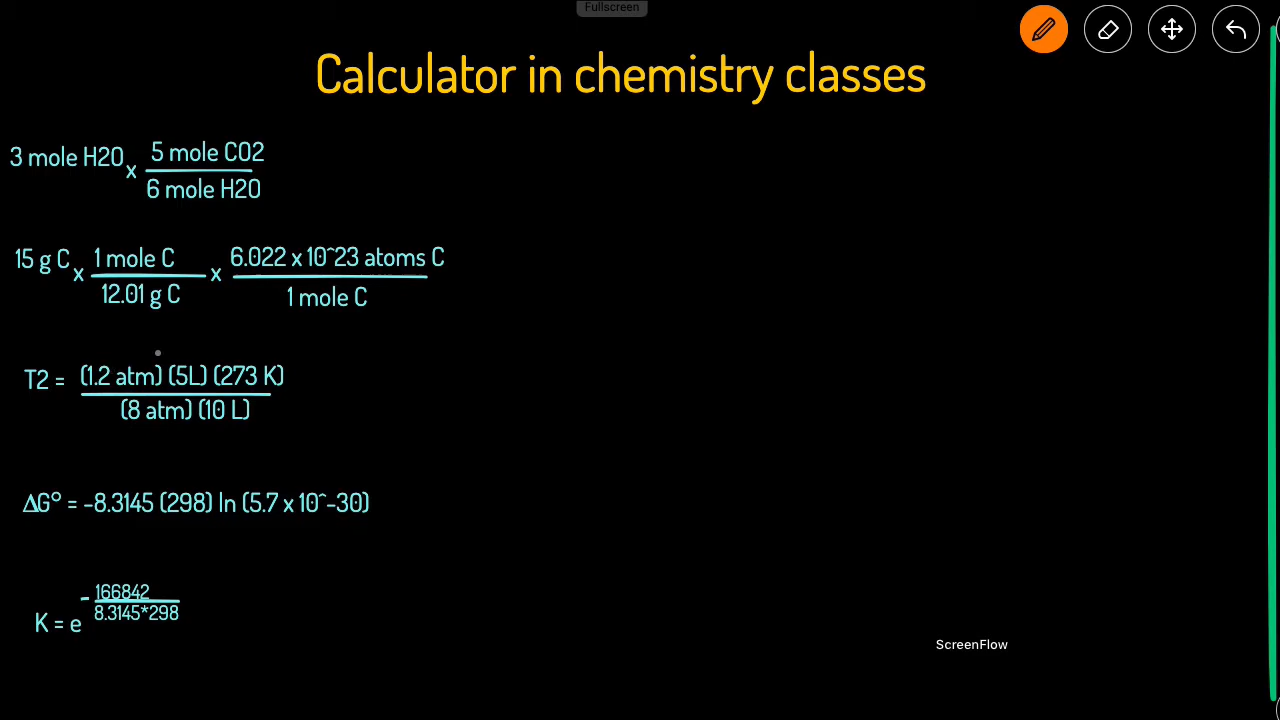 Fullscreen
Calculator in chemistry classes
3 mole H2O x 5 mole CO2
6 mole H2O
15 g C x 1 mole C x 6.022 x 10^23 atoms C
12.01 g C 1 mole C
T2 = (1.2 atm) (5L) (273 K)
(8 atm) (10 L)
∆G° = -8.3145 (298) ln (5.7 x 10^-30)
K = e - 166842
8.3145*298
ScreenFlow